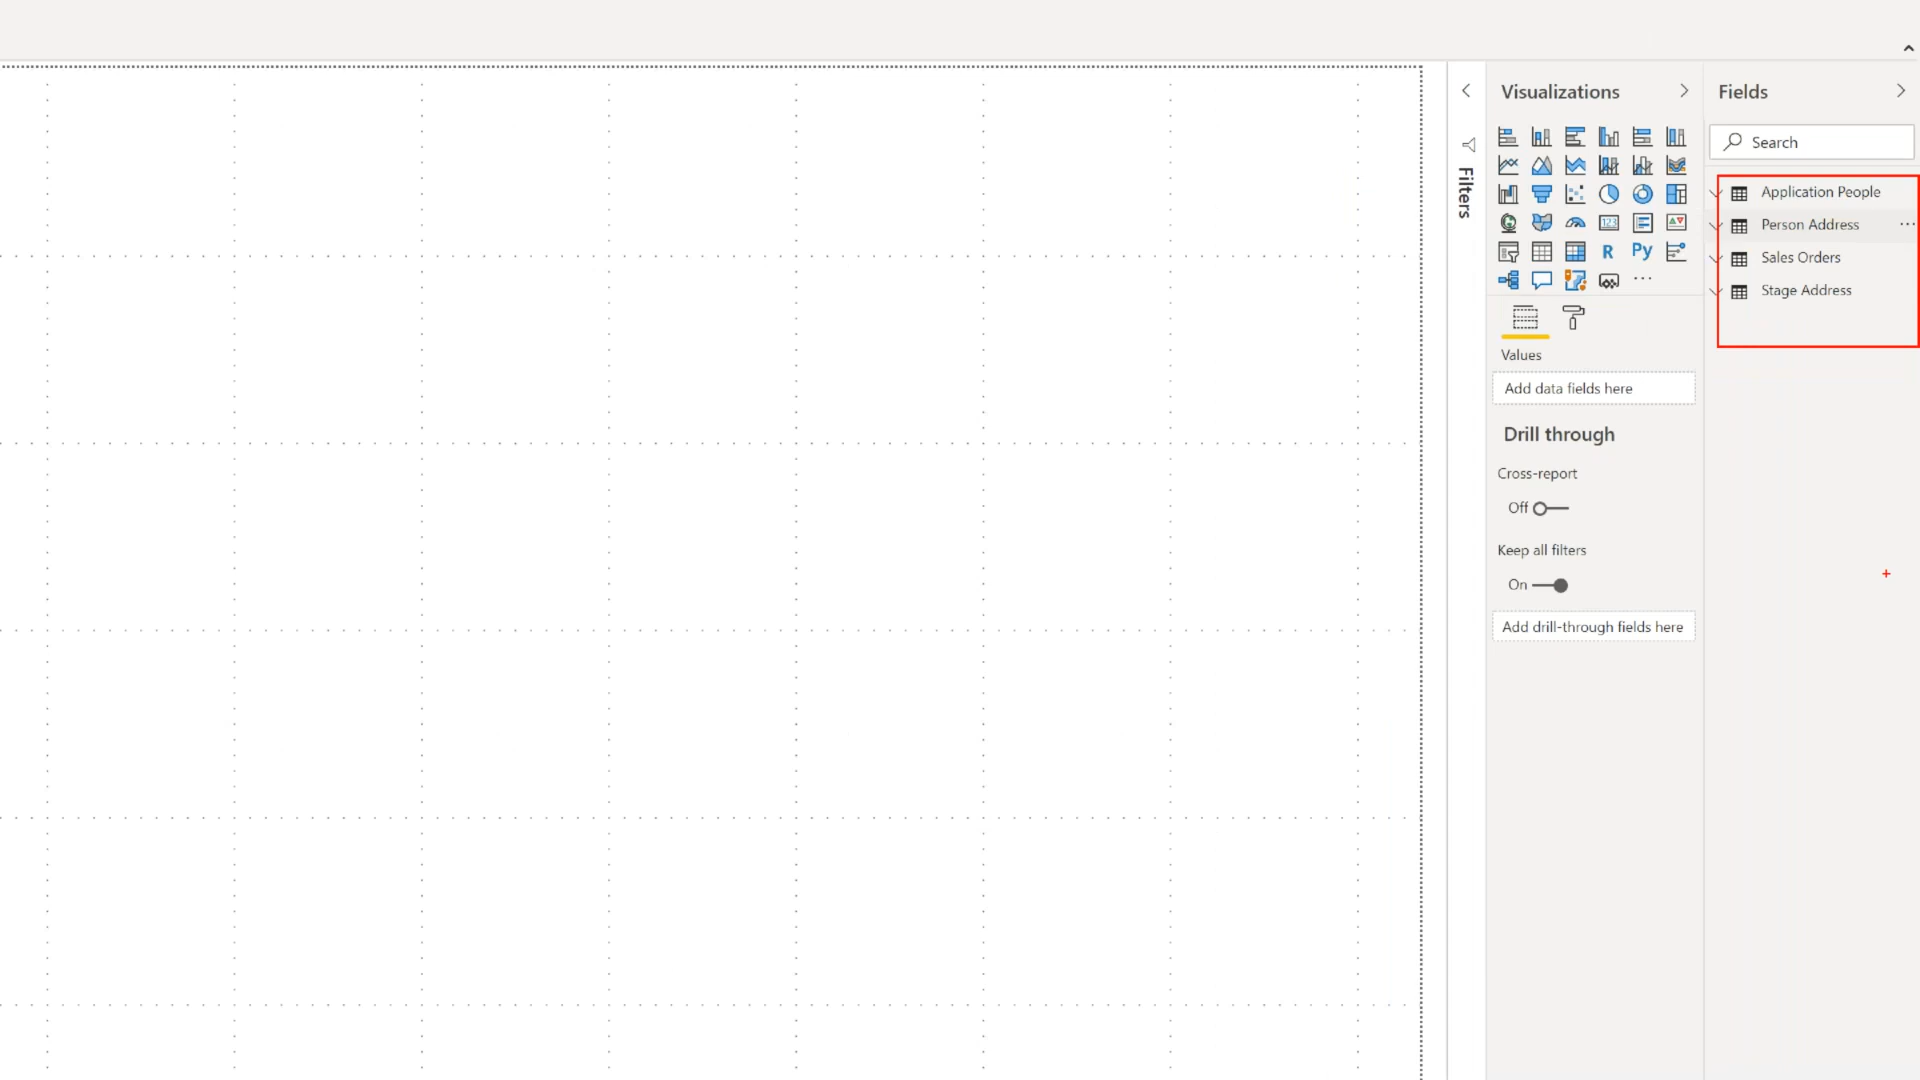 Visualizations
Fields
Search
Filters
Application People
Person Address
Sales Orders
Stage Address
123
R
Py
Values
Add data fields here
Drill through
Cross-report
Off
Keep all filters
On
Add drill-through fields here